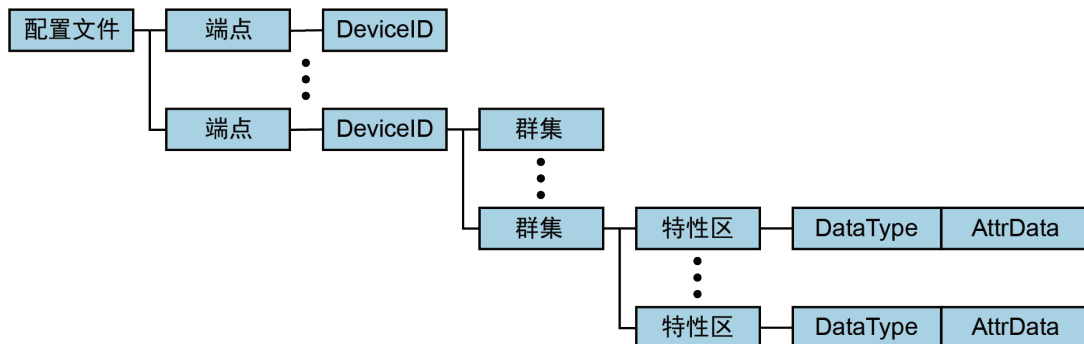 配置文件 端点 DeviceID
端点 DeviceID 群集
群集 特性区 DataType AttrData
特性区 DataType AttrData